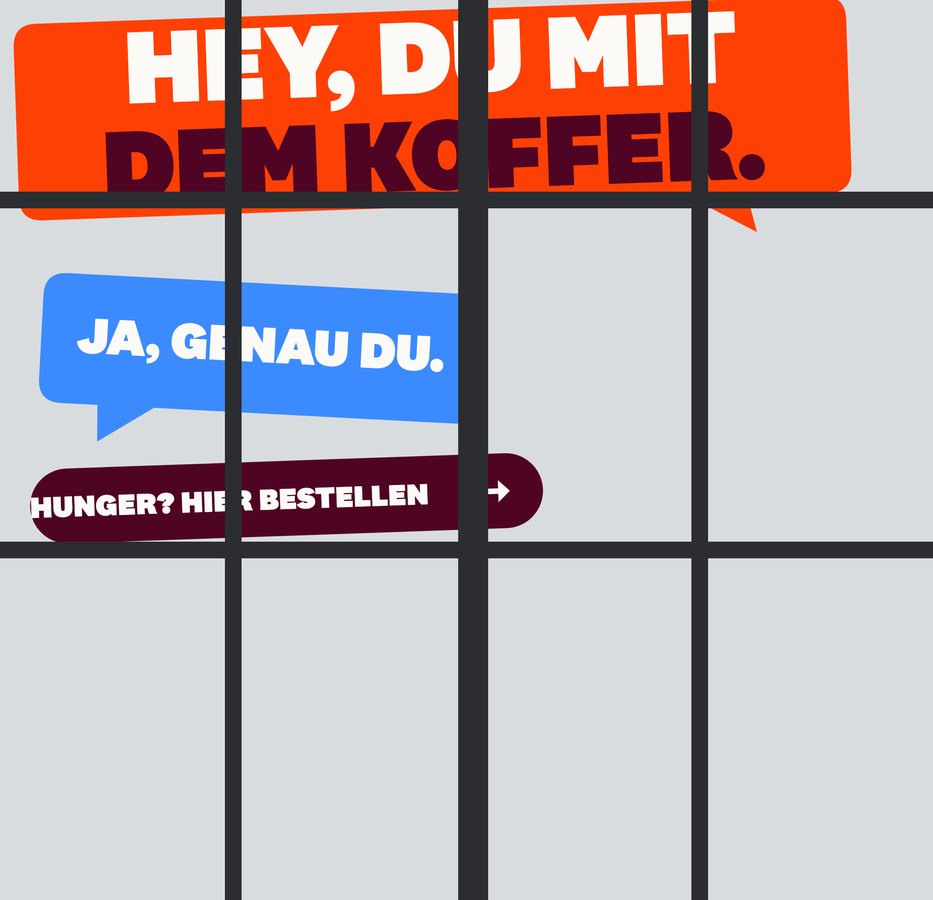 HEY, DU MIT
DEM KOFFER.
JA, GENAU DU.
HUNGER? HIER BESTELLEN